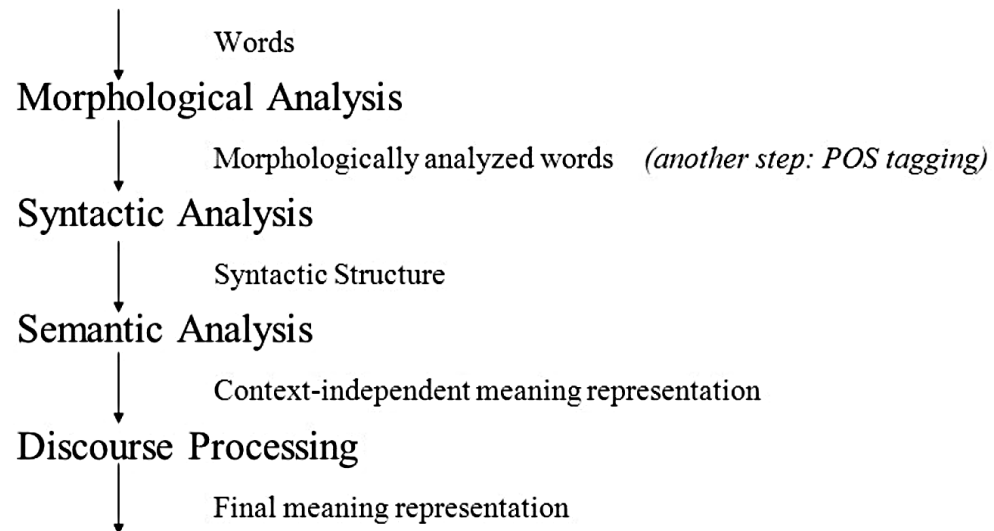 Words
Morphological Analysis
Morphologically analyzed words (another step: POS tagging)
Syntactic Analysis
Syntactic Structure
Semantic Analysis
Context-independent meaning representation
Discourse Processing
Final meaning representation